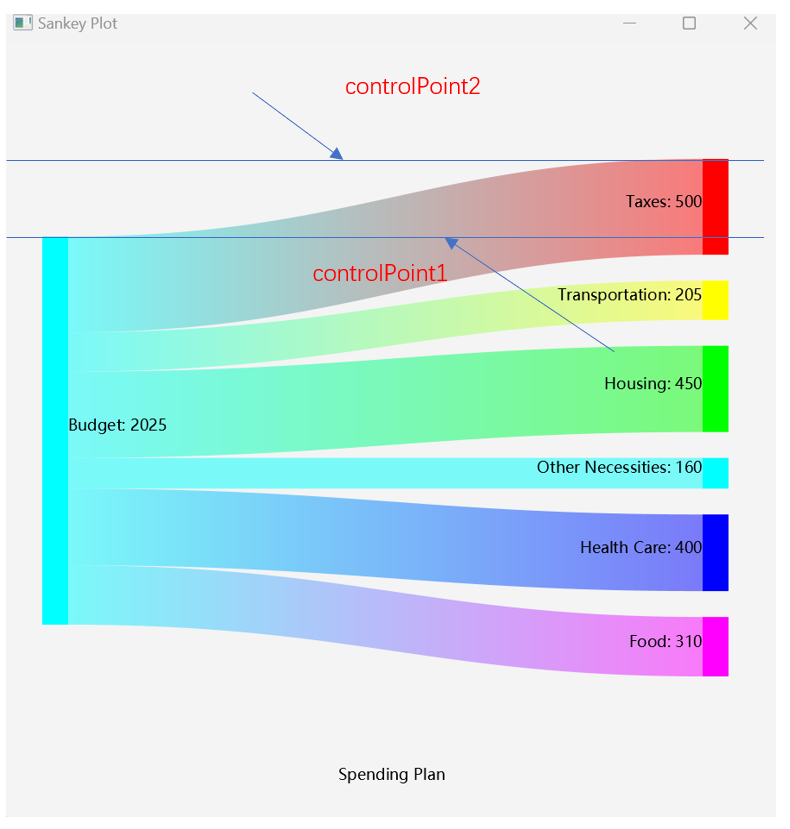 Sankey Plot
controlPoint2
Taxes: 500
controlPoint1
Transportation: 205
Housing: 450
Budget: 2025
Other Necessities: 160
Health Care: 400
Food: 310
Spending Plan